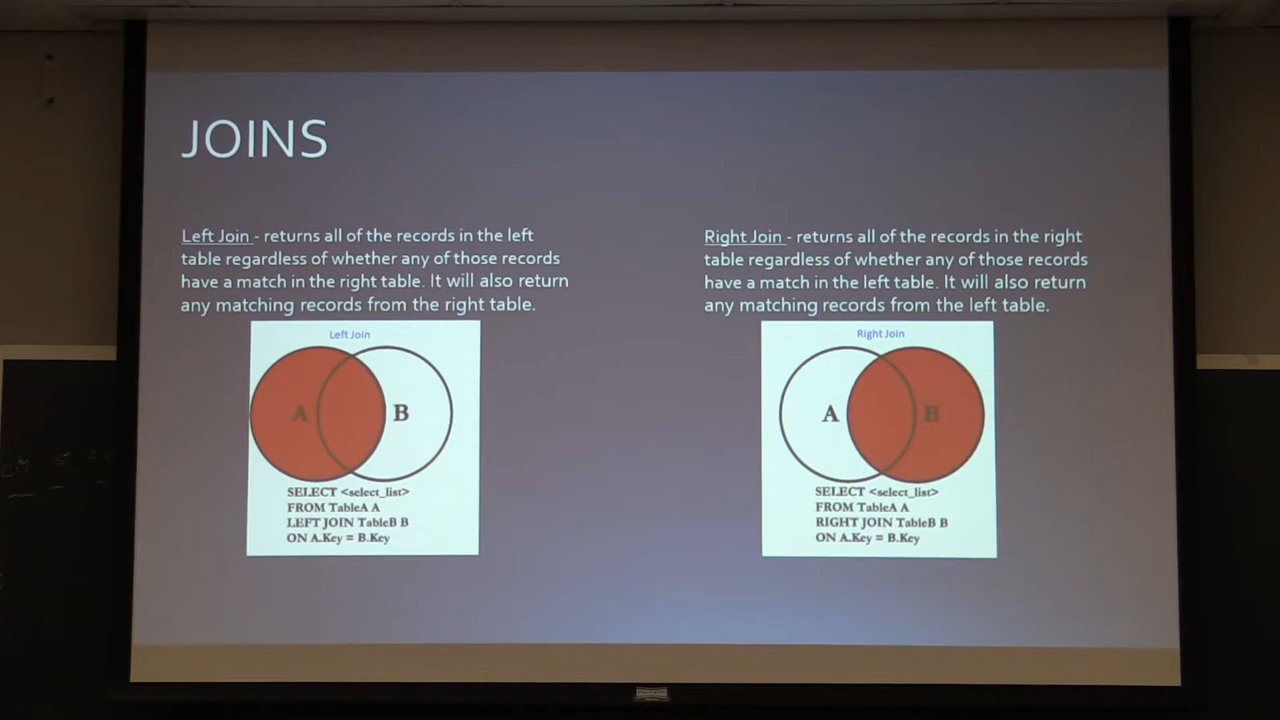 JOINS
Left Join - returns all of the records in the left
table regardless of whether any of those records
have a match in the right table. It will also return
any matching records from the right table.
Left Join
A
B
SELECT <select_list>
FROM TableA A
LEFT JOIN TableB B
ON A.Key = B.Key
Right Join - returns all of the records in the right
table regardless of whether any of those records
have a match in the left table. It will also return
any matching records from the left table.
Right Join
A
B
SELECT <select_list>
FROM TableA A
RIGHT JOIN TableB B
ON A.Key = B.Key